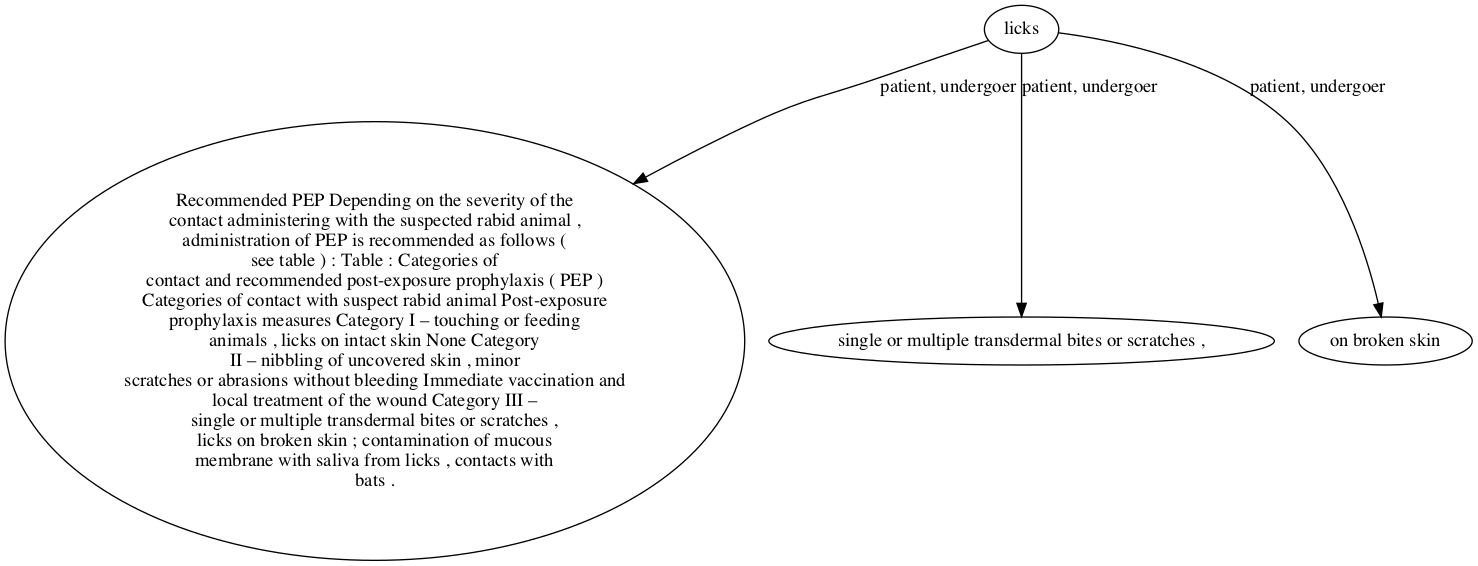 licks
patient, undergoer
patient, undergoer
patient, undergoer
Recommended PEP Depending on the severity of the
contact administering with the suspected rabid animal ,
administration of PEP is recommended as follows (
see table ) : Table : Categories of
contact and recommended post-exposure prophylaxis ( PEP )
Categories of contact with suspect rabid animal Post-exposure
prophylaxis measures Category I – touching or feeding
animals , licks on intact skin None Category
II – nibbling of uncovered skin , minor
scratches or abrasions without bleeding Immediate vaccination and
local treatment of the wound Category III –
single or multiple transdermal bites or scratches ,
licks on broken skin ; contamination of mucous
membrane with saliva from licks , contacts with
bats .
single or multiple transdermal bites or scratches ,
on broken skin